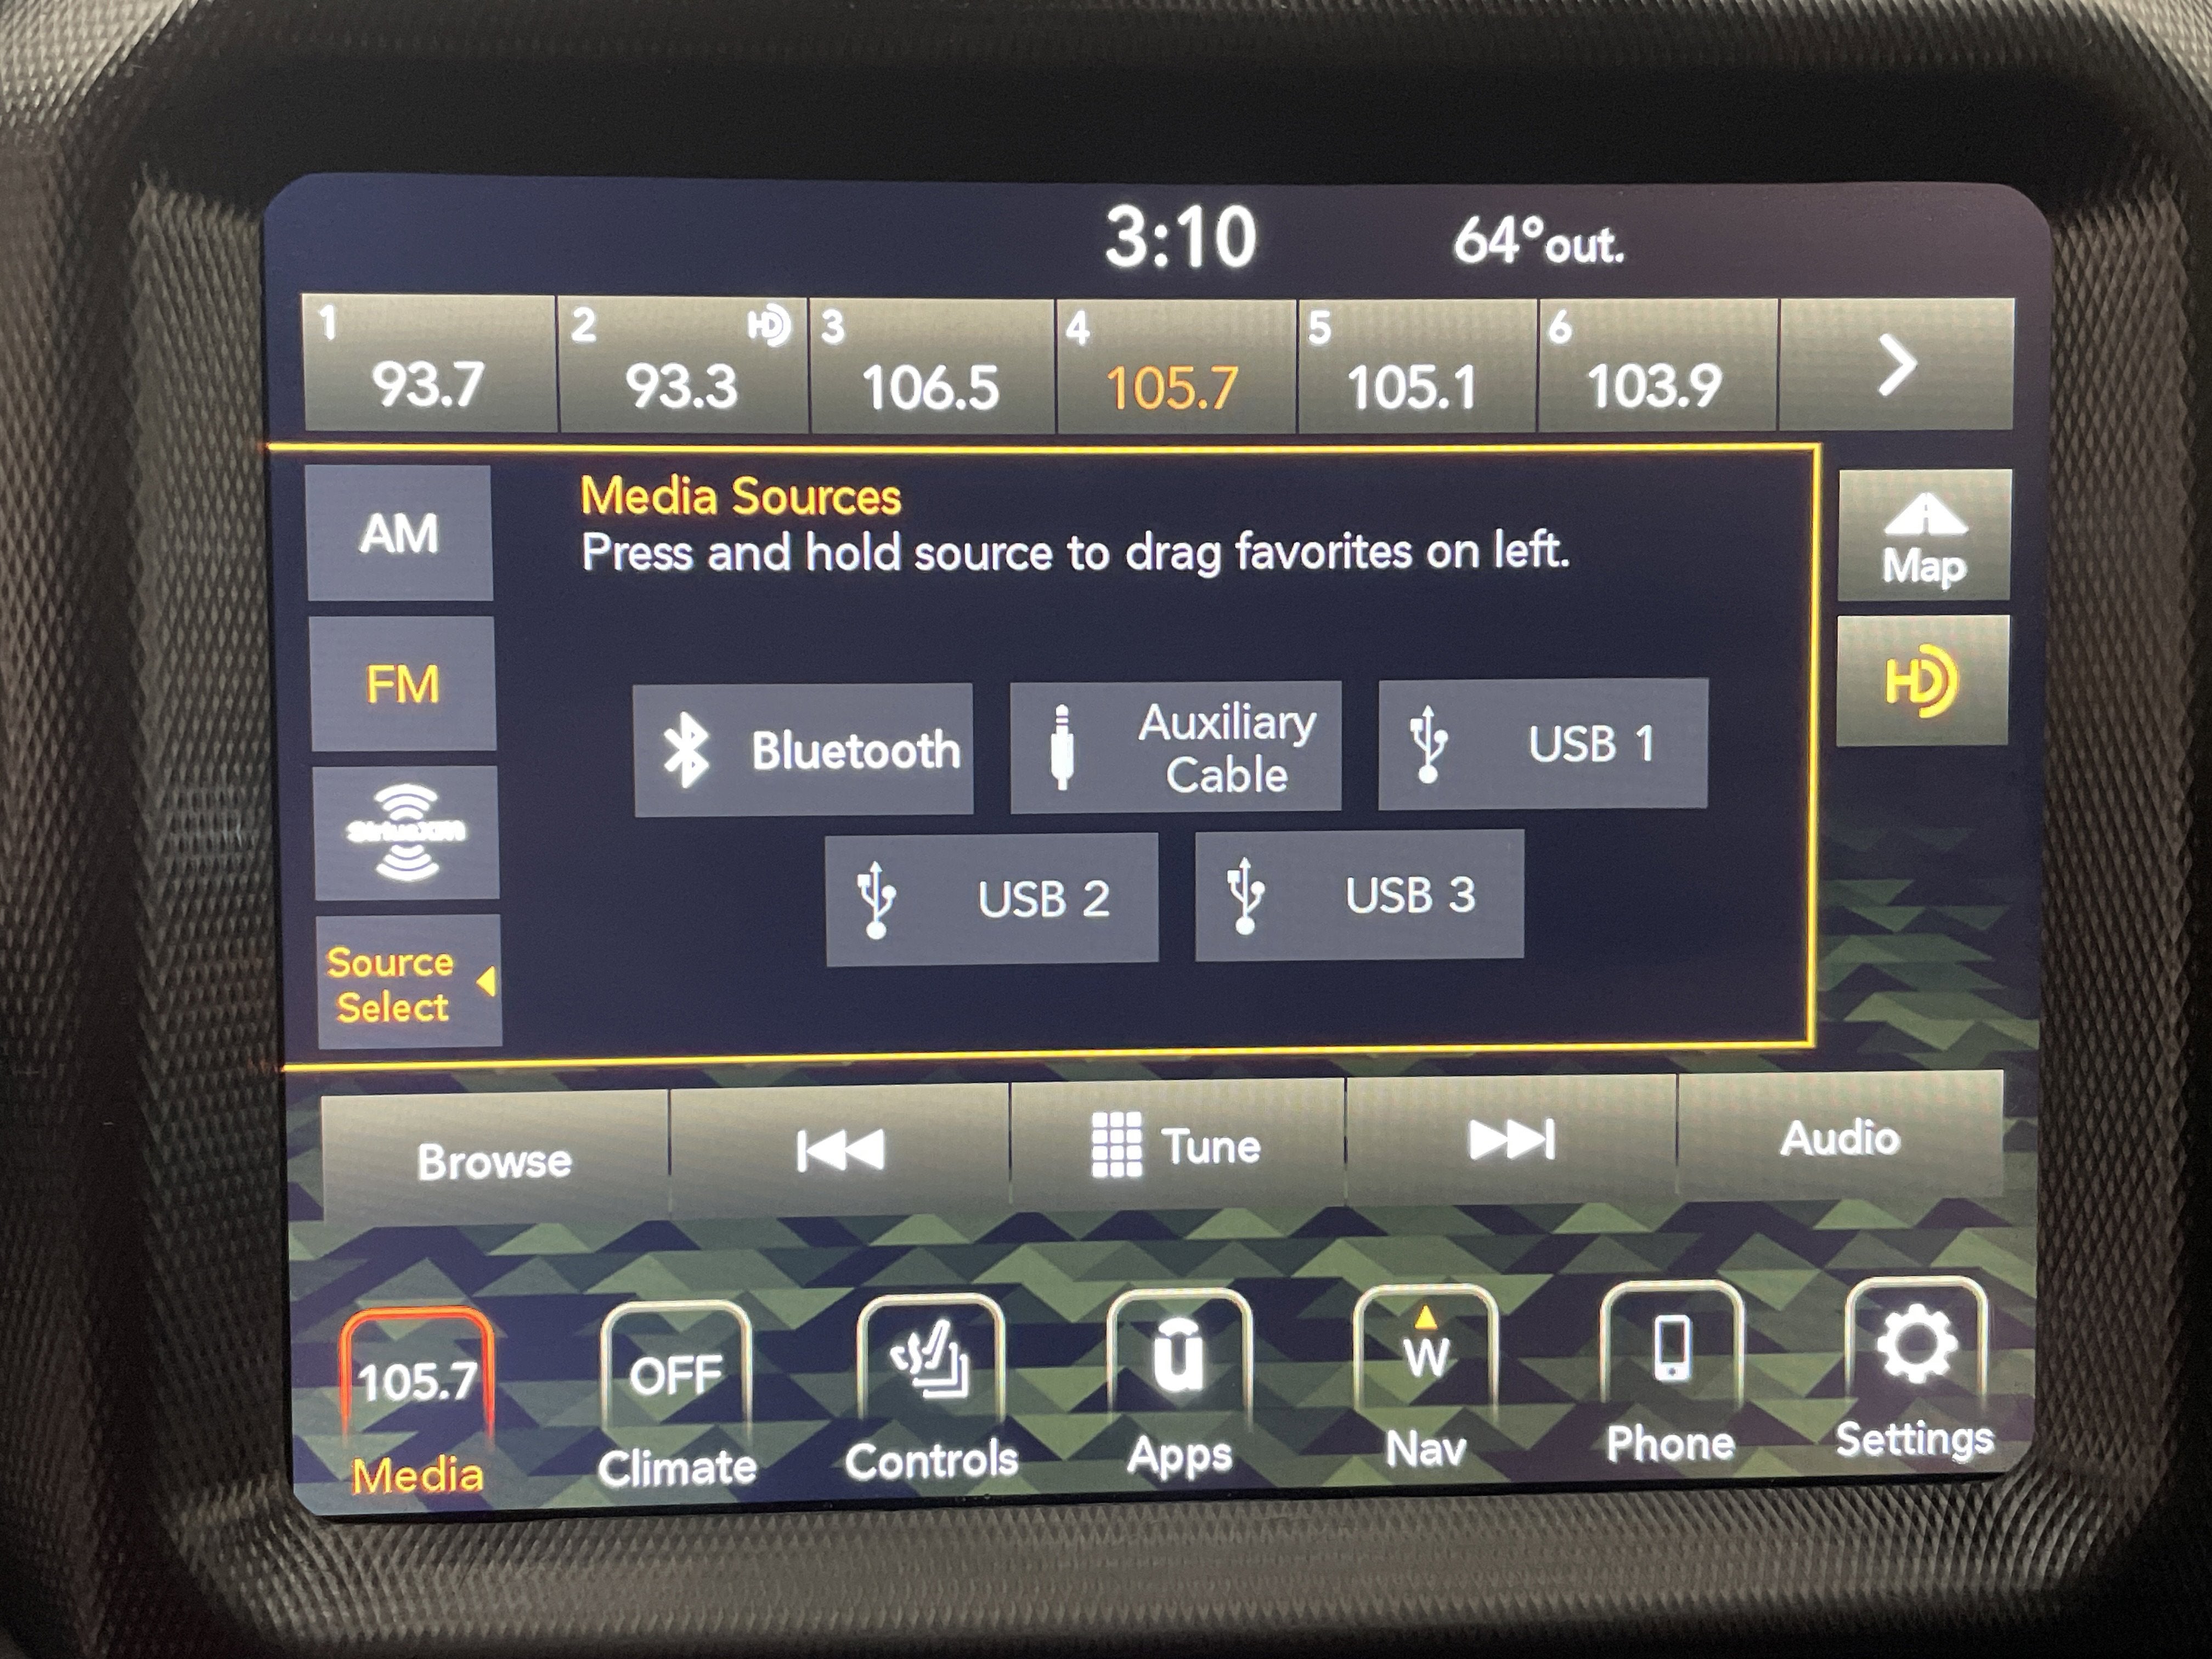 3:10 64°out.
1 2 HD 3 4 5 6
93.7 93.3 106.5 105.7 105.1 103.9
AM
Media Sources
Press and hold source to drag favorites on left.
Map
FM
HD
Bluetooth
Auxiliary
Cable
USB 1
SiriusXM
USB 2
USB 3
Source
Select
Browse Tune Audio
105.7 OFF u W
Media Climate Controls Apps Nav Phone Settings